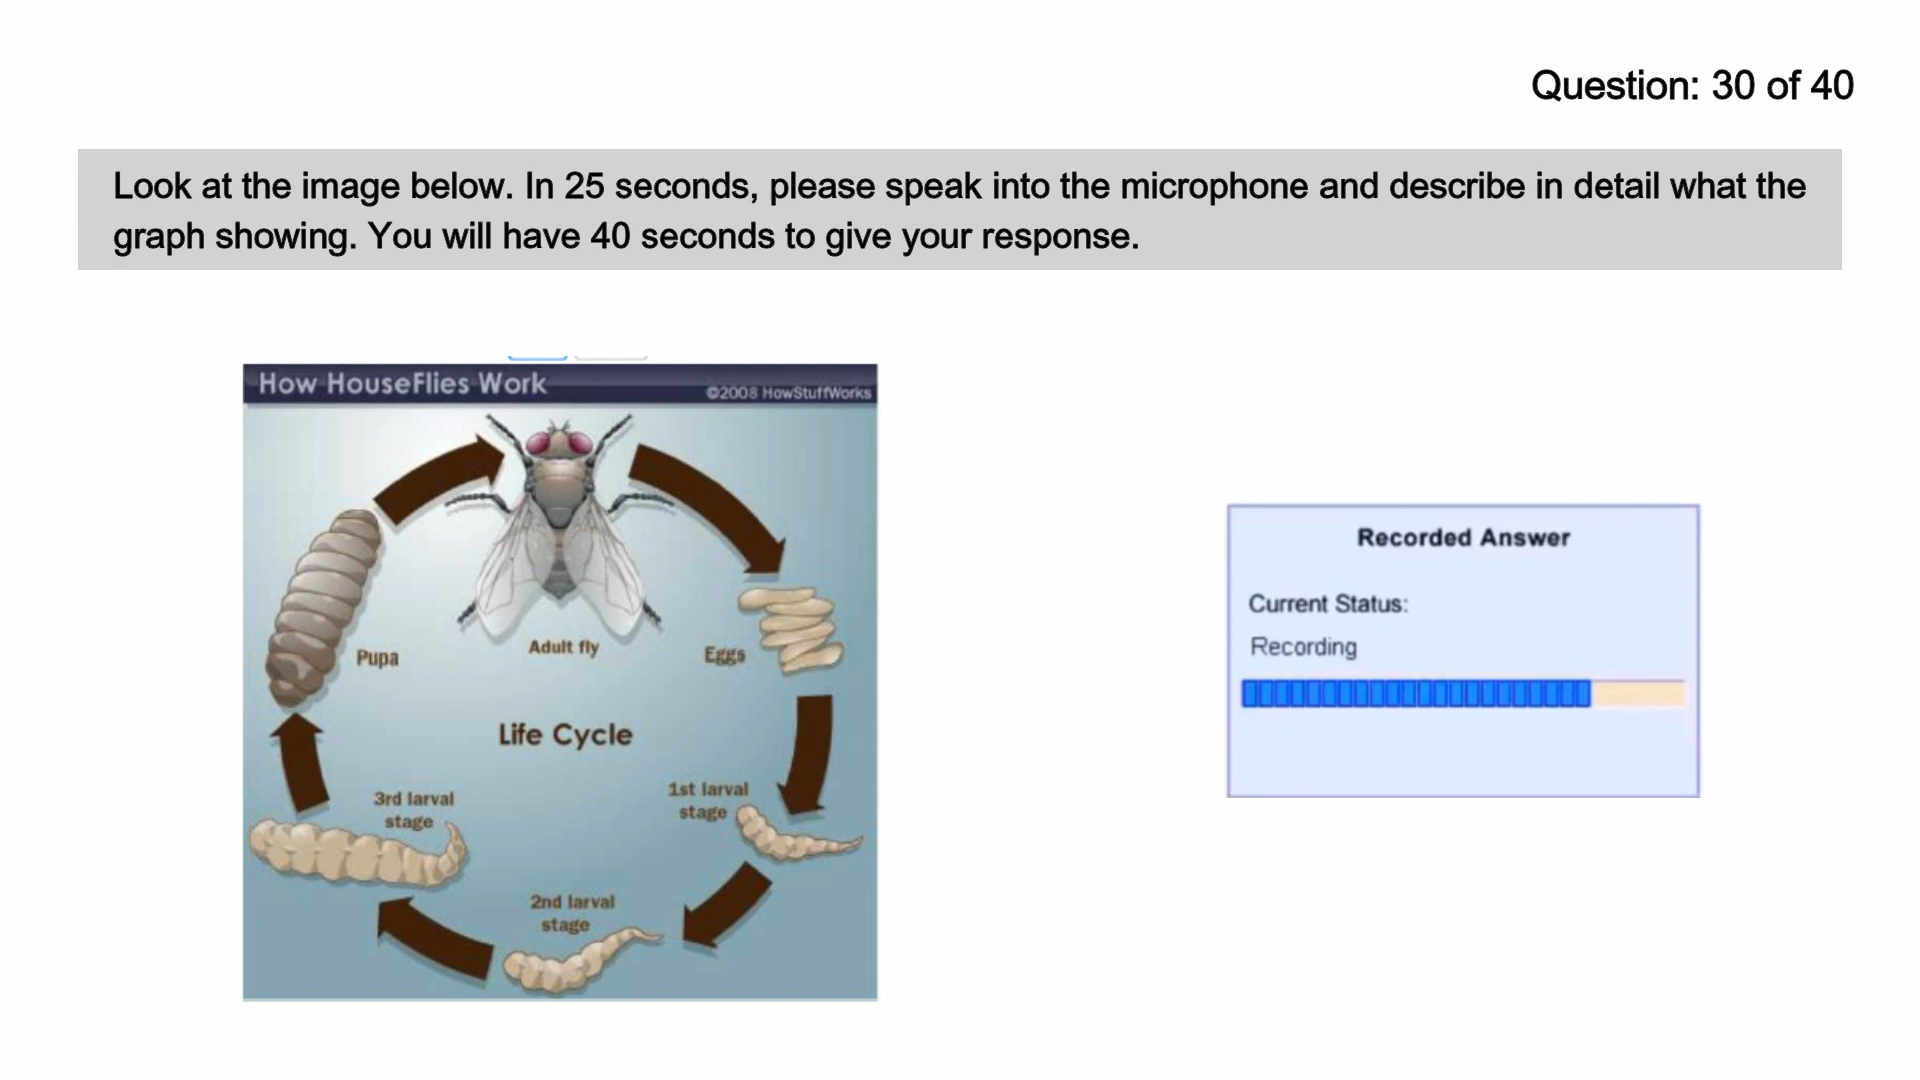 Question: 30 of 40
Look at the image below. In 25 seconds, please speak into the microphone and describe in detail what the
graph showing. You will have 40 seconds to give your response.
How HouseFlies Work
©2008 HowStuffWorks
Adult fly
Eggs
Pupa
Life Cycle
1st larval
stage
3rd larval
stage
2nd larval
stage
Recorded Answer
Current Status:
Recording